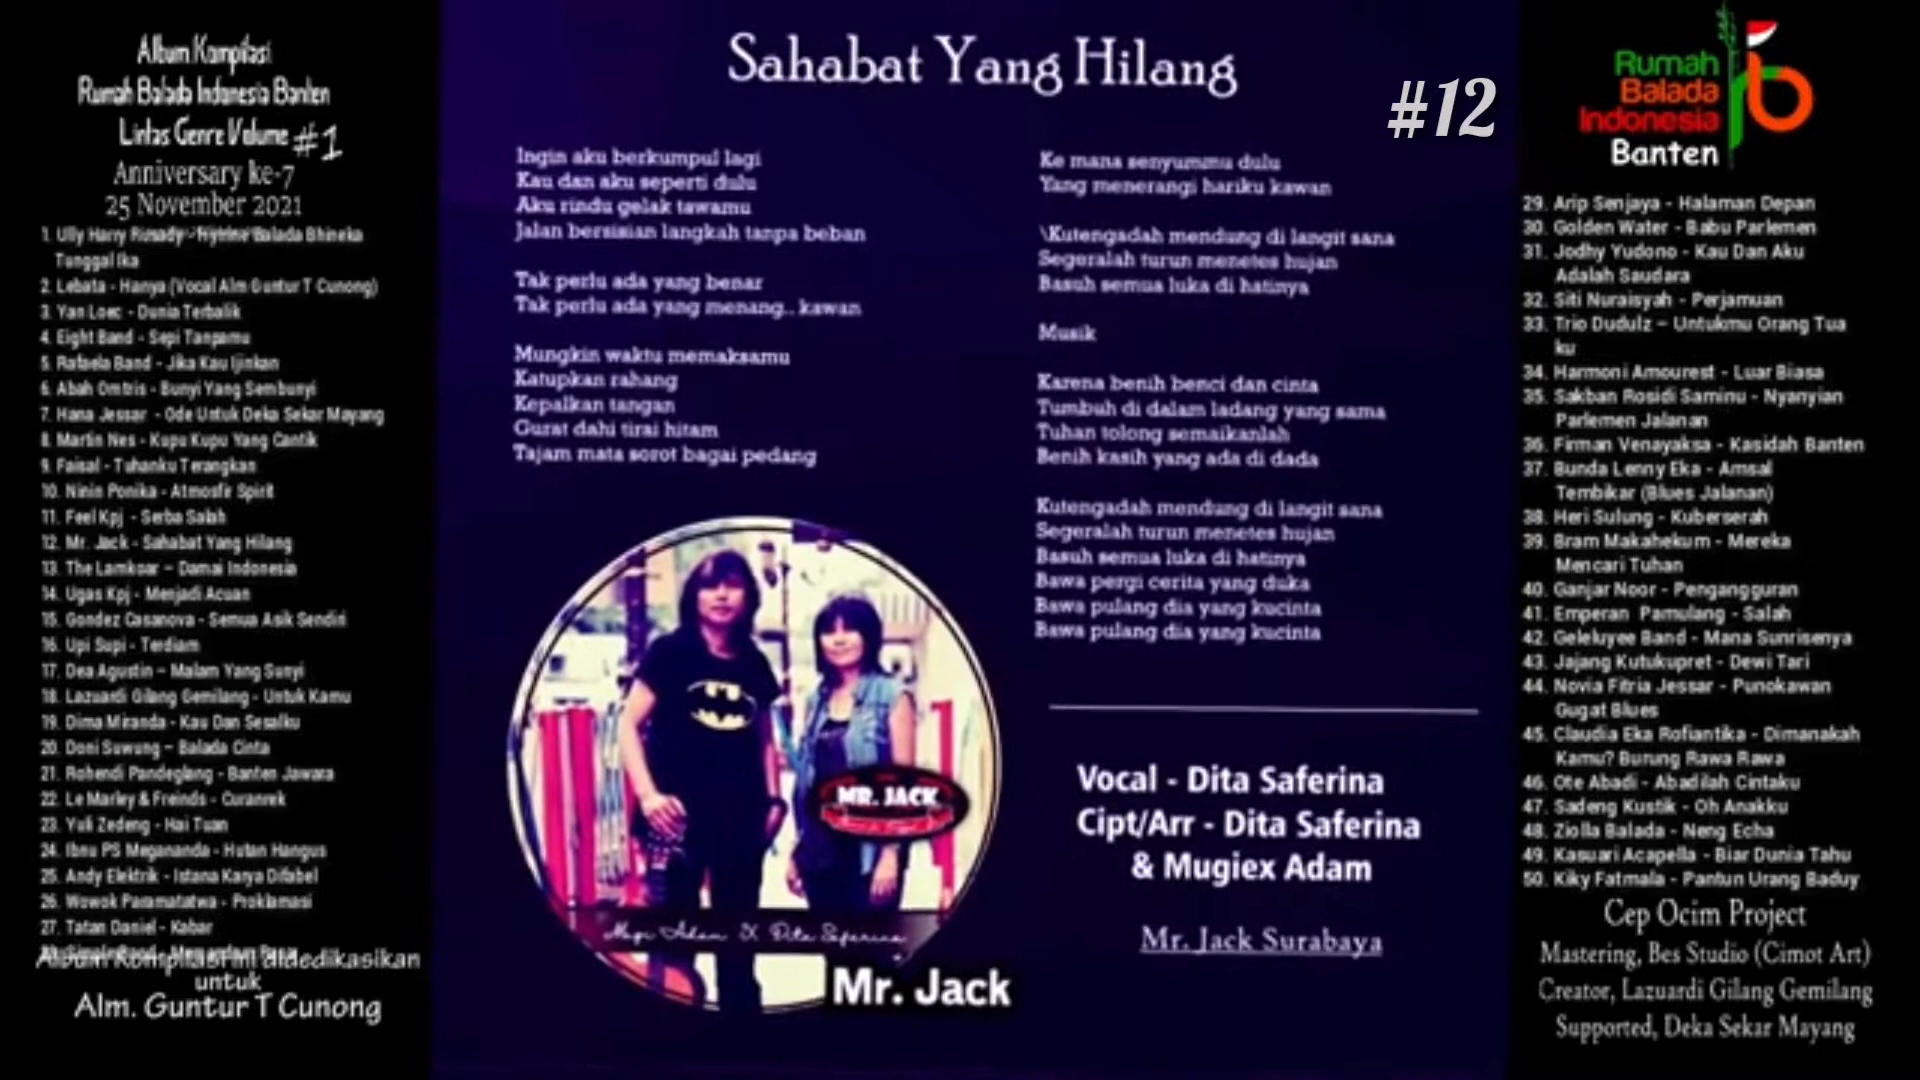 Album Kompilasi
Rumah Balada Indonesia Banten
Lintas Genre Volume #1
Anniversary ke-7
25 November 2021
1. Ully Harry Rusady - Hymne Balada Bhineka
Tunggal Ika
2. Lebata - Hanya (Vocal Alm Guntur T Cunong)
3. Yan Loec - Dunia Terbalik
4. Eight Band - Sepi Tanpamu
5. Rafaela Band - Jika Kau Ijinkan
6. Abah Omtris - Bunyi Yang Sembunyi
7. Hana Jessar - Ode Untuk Deka Sekar Mayang
8. Martin Nes - Kupu Kupu Yang Cantik
9. Faisal - Tuhanku Terangkan
10. Ninin Ponika - Atmosfir Spirit
11. Feel Kpj - Serba Salah
12. Mr. Jack - Sahabat Yang Hilang
13. The Lamkoar – Damai Indonesia
14. Ugas Kpj - Menjadi Acuan
15. Gondez Casanova - Semua Asik Sendiri
16. Upi Supi - Terdiam
17. Dea Agustin – Malam Yang Sunyi
18. Lazuardi Gilang Gemilang - Untuk Kamu
19. Dima Miranda - Kau Dan Sesalku
20. Doni Suwung – Balada Cinta
21. Rohendi Pandeglang - Banten Jawara
22. Le Marley & Freinds - Curanrek
23. Yuli Zedeng - Hai Tuan
24. Ibnu PS Megananda - Hutan Hangus
25. Andy Elektrik - Istana Karya Difabel
26. Wowok Paramatatwa - Proklamasi
27. Tatan Daniel - Kabar
Album Kompilasi ini didedikasikan
untuk
Alm. Guntur T Cunong
Sahabat Yang Hilang
#12
Ingin aku berkumpul lagi
Kau dan aku seperti dulu
Aku rindu gelak tawamu
Jalan bersisian langkah tanpa beban
Tak perlu ada yang benar
Tak perlu ada yang menang.. kawan
Mungkin waktu memaksamu
Katupkan rahang
Kepalkan tangan
Gurat dahi tirai hitam
Tajam mata sorot bagai pedang
Ke mana senyummu dulu
Yang menerangi hariku kawan
\Kutengadah mendung di langit sana
Segeralah turun menetes hujan
Basuh semua luka di hatinya
Musik
Karena benih benci dan cinta
Tumbuh di dalam ladang yang sama
Tuhan tolong semaikanlah
Benih kasih yang ada di dada
Kutengadah mendung di langit sana
Segeralah turun menetes hujan
Basuh semua luka di hatinya
Bawa pergi cerita yang duka
Bawa pulang dia yang kucinta
Bawa pulang dia yang kucinta
MR. JACK
Mugi Adam X Dita Saferina
Mr. Jack
Vocal - Dita Saferina
Cipt/Arr - Dita Saferina
& Mugiex Adam
Mr. Jack Surabaya
Rumah
Balada
Indonesia
Banten
29. Arip Senjaya - Halaman Depan
30. Golden Water - Babu Parlemen
31. Jodhy Yudono - Kau Dan Aku
Adalah Saudara
32. Siti Nuraisyah - Perjamuan
33. Trio Dudulz – Untukmu Orang Tua
ku
34. Harmoni Amourest - Luar Biasa
35. Sakban Rosidi Saminu - Nyanyian
Parlemen Jalanan
36. Firman Venayaksa - Kasidah Banten
37. Bunda Lenny Eka - Amsal
Tembikar (Blues Jalanan)
38. Heri Sulung - Kuberserah
39. Bram Makahekum - Mereka
Mencari Tuhan
40. Ganjar Noor - Pengangguran
41. Emperan Pamulang - Salah
42. Geleluyee Band - Mana Sunrisenya
43. Jajang Kutukupret - Dewi Tari
44. Novia Fitria Jessar - Punokawan
Gugat Blues
45. Claudia Eka Rofiantika - Dimanakah
Kamu? Burung Rawa Rawa
46. Ote Abadi - Abadilah Cintaku
47. Sadeng Kustik - Oh Anakku
48. Ziolla Balada - Neng Echa
49. Kasuari Acapella - Biar Dunia Tahu
50. Kiky Fatmala - Pantun Urang Baduy
Cep Ocim Project
Mastering, Bes Studio (Cimot Art)
Creator, Lazuardi Gilang Gemilang
Supported, Deka Sekar Mayang